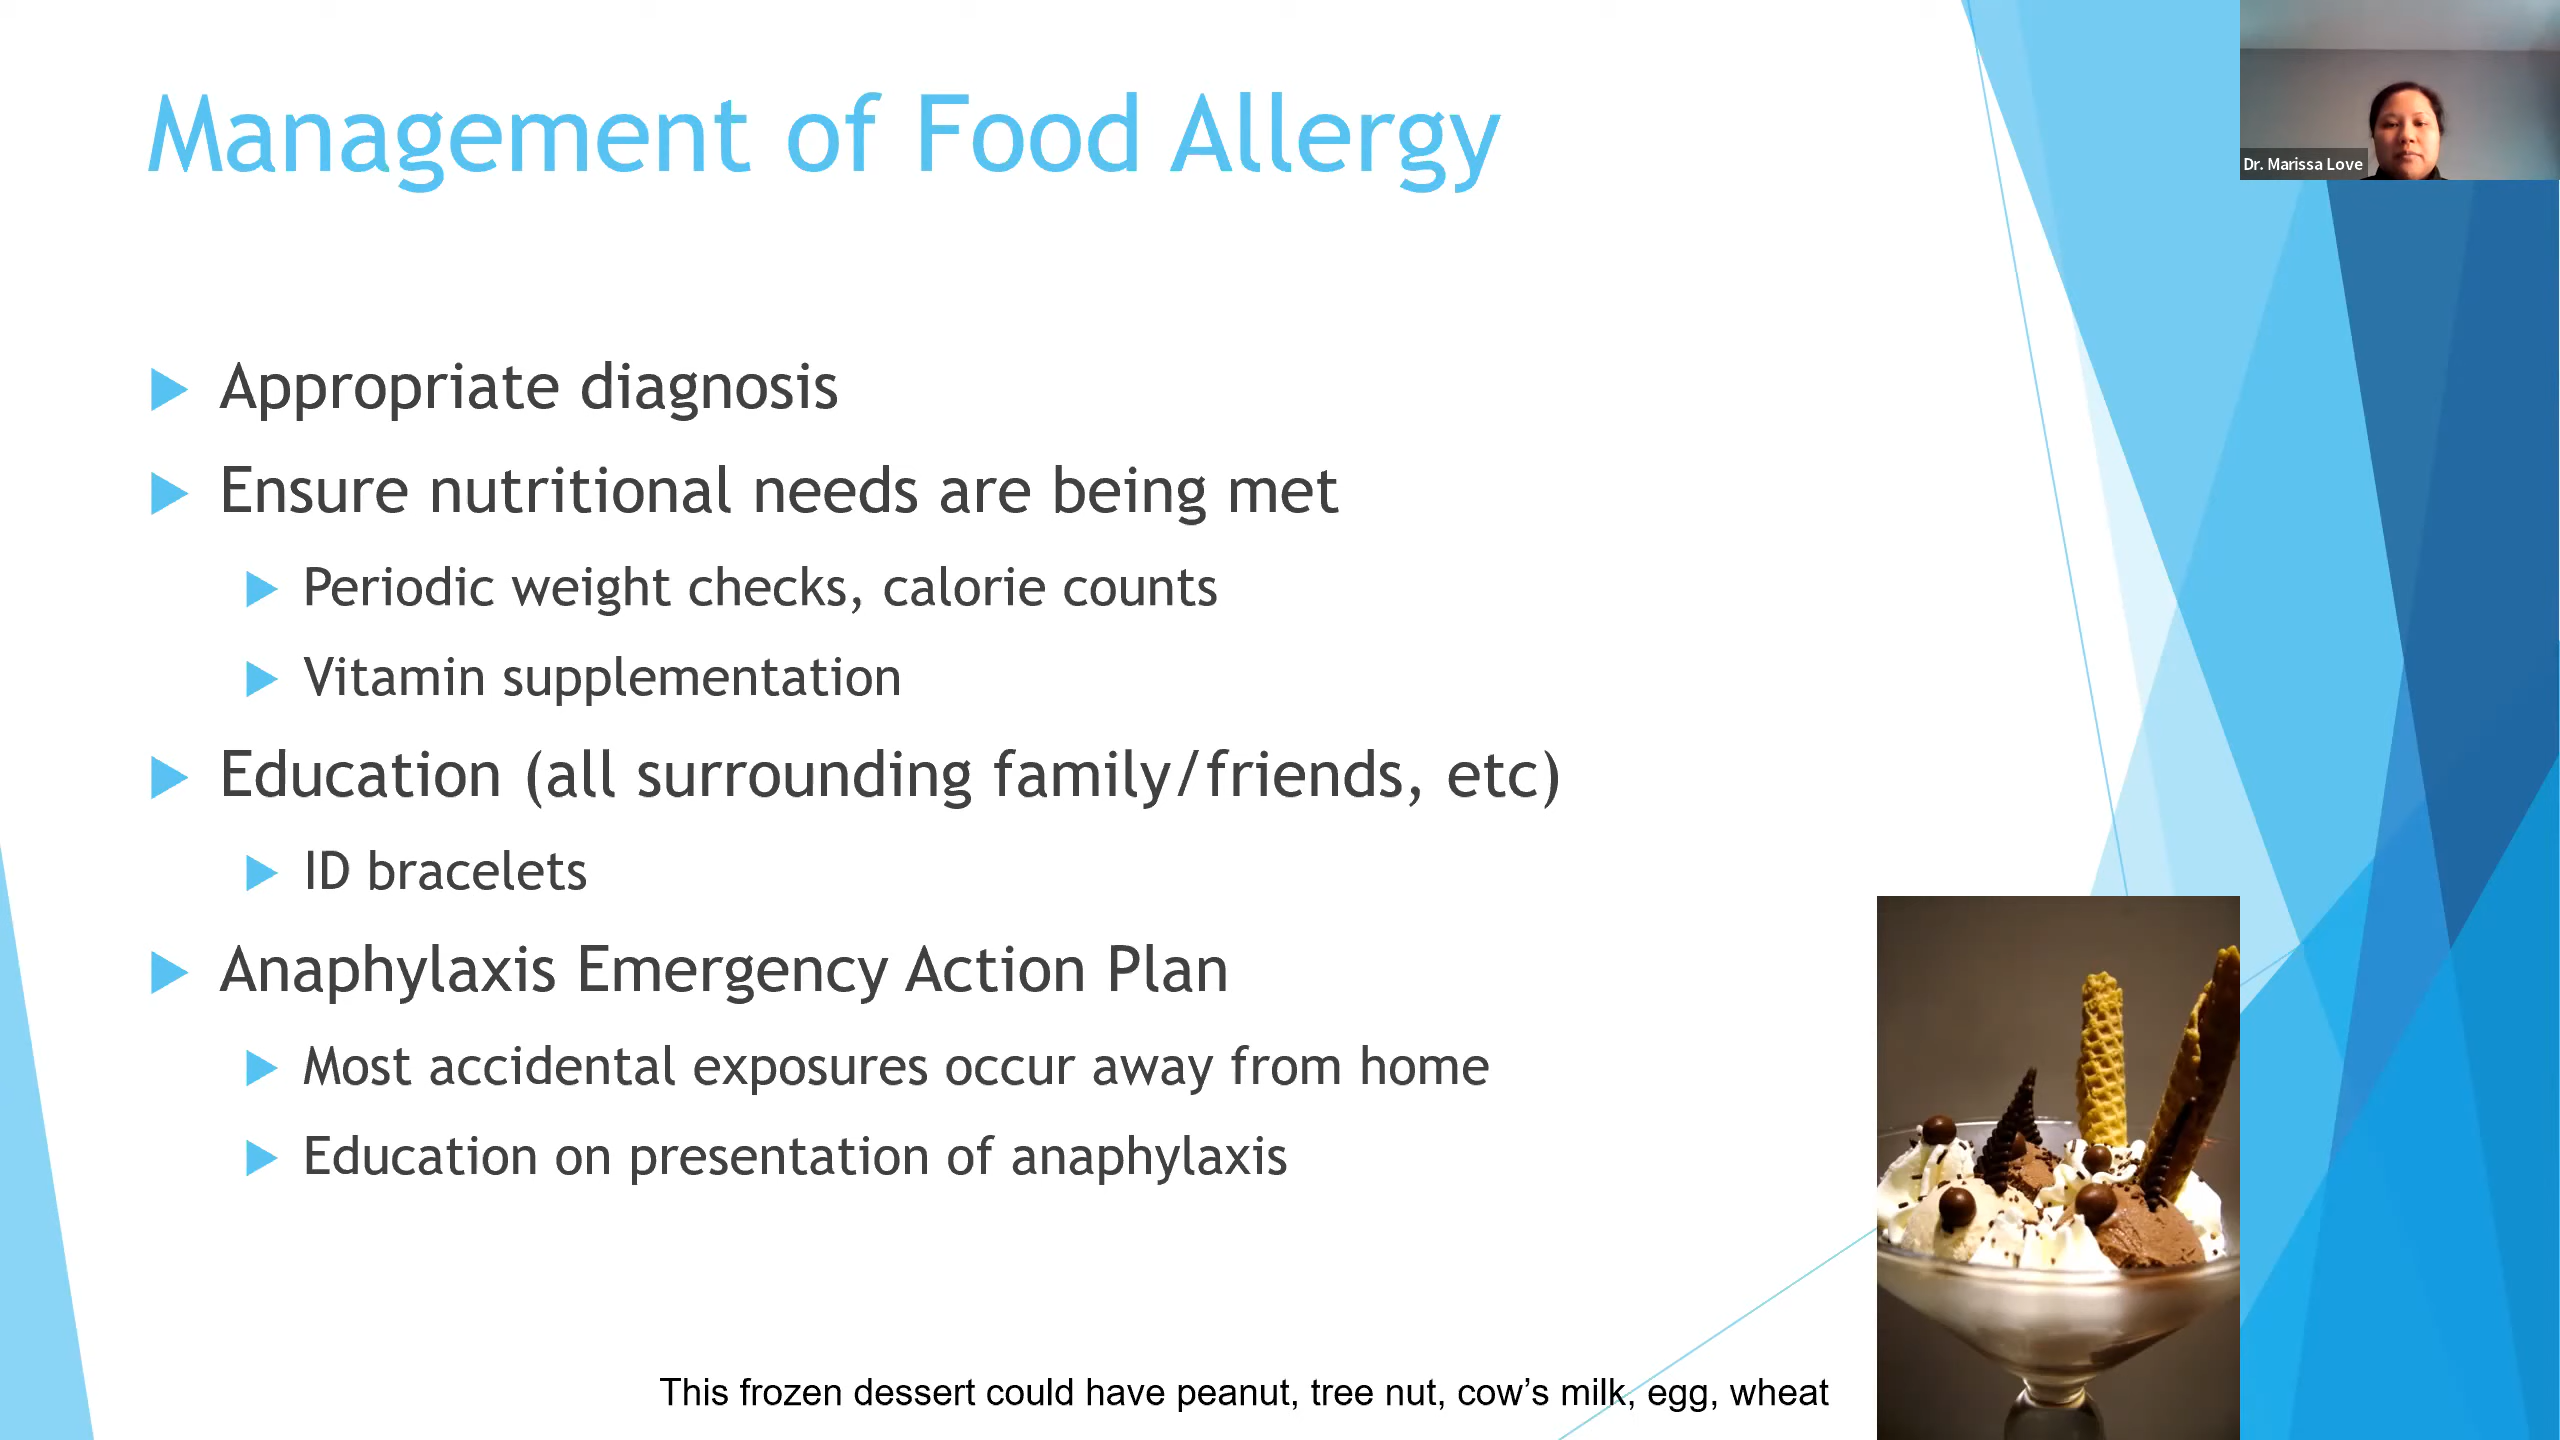 Management of Food Allergy
Dr. Marissa Love
Appropriate diagnosis
Ensure nutritional needs are being met
Periodic weight checks, calorie counts
Vitamin supplementation
Education (all surrounding family/friends, etc)
ID bracelets
Anaphylaxis Emergency Action Plan
Most accidental exposures occur away from home
Education on presentation of anaphylaxis
This frozen dessert could have peanut, tree nut, cow’s milk, egg, wheat